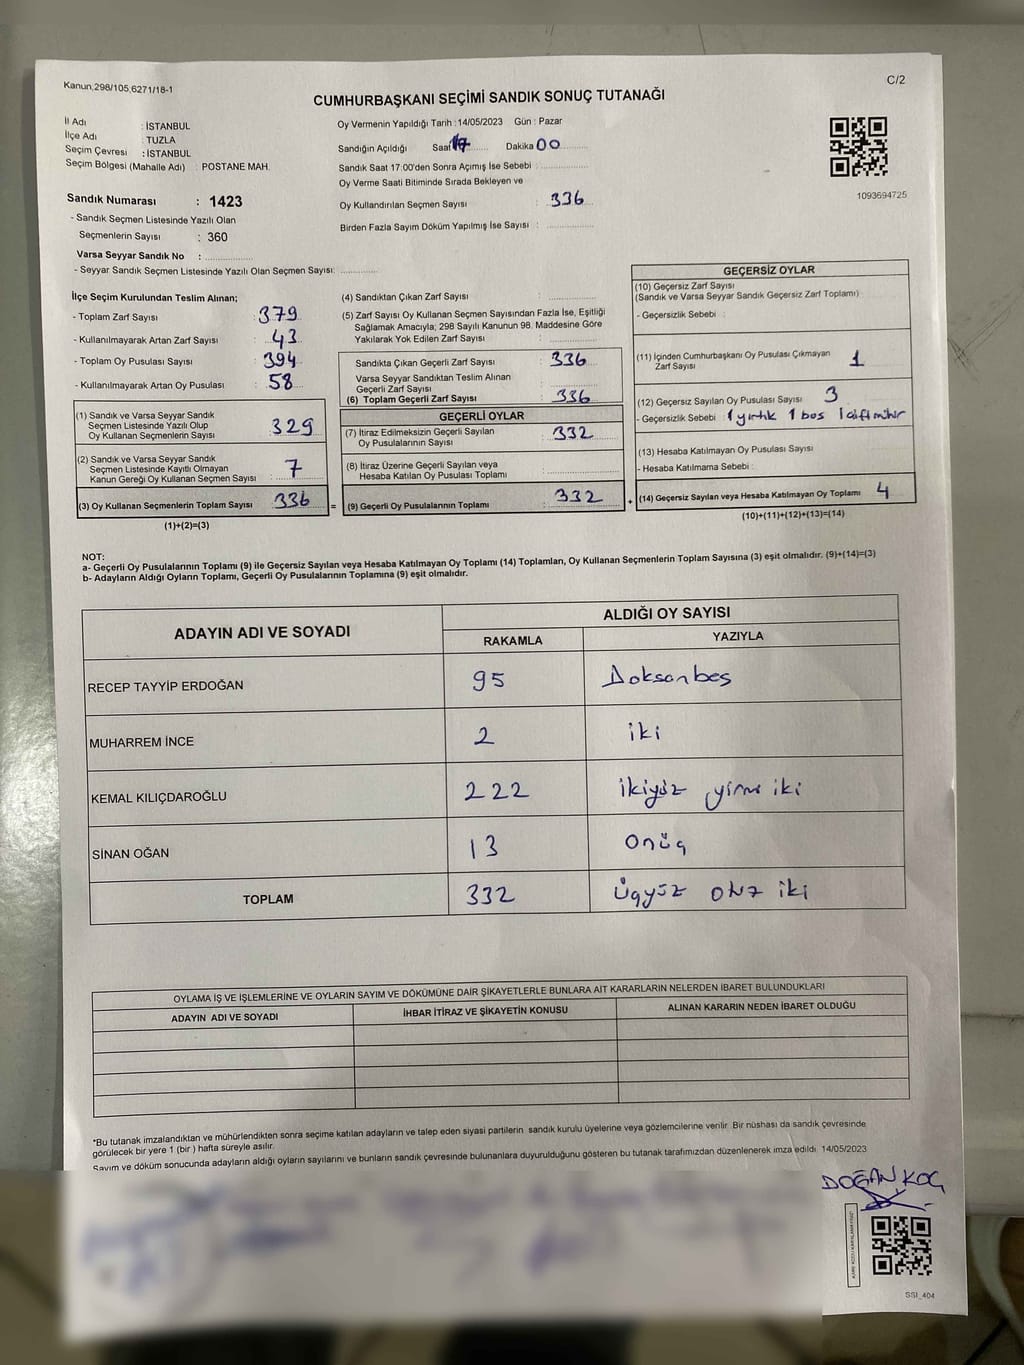 Kanun;298/105,6271/18-1
C/2
CUMHURBAŞKANI SEÇİMİ SANDIK SONUÇ TUTANAĞI
İl Adı : İSTANBUL
İlçe Adı : TUZLA
Seçim Çevresi : İSTANBUL
Seçim Bölgesi (Mahalle Adı) : POSTANE MAH.
Oy Vermenin Yapıldığı Tarih :14/05/2023 Gün : Pazar
Sandığın Açıldığı Saat 17 Dakika 00
Sandık Saat 17:00'den Sonra Açımış İse Sebebi :
Oy Verme Saati Bitiminde Sırada Bekleyen ve
Oy Kullandırılan Seçmen Sayısı : 336
Birden Fazla Sayım Döküm Yapılmış İse Sayısı :
1093694725
Sandık Numarası : 1423
- Sandık Seçmen Listesinde Yazılı Olan
Seçmenlerin Sayısı : 360
Varsa Seyyar Sandık No :
- Seyyar Sandık Seçmen Listesinde Yazılı Olan Seçmen Sayısı:
İlçe Seçim Kurulundan Teslim Alınan;
- Toplam Zarf Sayısı : 379
- Kullanılmayarak Artan Zarf Sayısı : 43
- Toplam Oy Pusulası Sayısı : 394
- Kullanılmayarak Artan Oy Pusulası : 58
(1) Sandık ve Varsa Seyyar Sandık
Seçmen Listesinde Yazılı Olup
Oy Kullanan Seçmenlerin Sayısı : 329
(2) Sandık ve Varsa Seyyar Sandık
Seçmen Listesinde Kayıtlı Olmayan
Kanun Gereği Oy Kullanan Seçmen Sayısı : 7
(3) Oy Kullanan Seçmenlerin Toplam Sayısı : 336 =
(1)+(2)=(3)
(4) Sandıktan Çıkan Zarf Sayısı :
(5) Zarf Sayısı Oy Kullanan Seçmen Sayısından Fazla İse, Eşitliği
Sağlamak Amacıyla; 298 Sayılı Kanunun 98. Maddesine Göre
Yakılarak Yok Edilen Zarf Sayısı :
Sandıkta Çıkan Geçerli Zarf Sayısı : 336
Varsa Seyyar Sandıktan Teslim Alınan
Geçerli Zarf Sayısı :
(6) Toplam Geçerli Zarf Sayısı : 336
GEÇERLİ OYLAR
(7) İtiraz Edilmeksizin Geçerli Sayılan
Oy Pusulalarının Sayısı : 332
(8) İtiraz Üzerine Geçerli Sayılan veya
Hesaba Katılan Oy Pusulası Toplamı :
(9) Geçerli Oy Pusulalarının Toplamı : 332 +
GEÇERSİZ OYLAR
(10) Geçersiz Zarf Sayısı
(Sandık ve Varsa Seyyar Sandık Geçersiz Zarf Toplamı):
- Geçersizlik Sebebi :
(11) İçinden Cumhurbaşkanı Oy Pusulası Çıkmayan
Zarf Sayısı : 1
(12) Geçersiz Sayılan Oy Pusulası Sayısı : 3
- Geçersizlik Sebebi : 1 yırtık 1 boş 1 çift mühür
(13) Hesaba Katılmayan Oy Pusulası Sayısı :
- Hesaba Katılmama Sebebi :
(14) Geçersiz Sayılan veya Hesaba Katılmayan Oy Toplamı : 4
(10)+(11)+(12)+(13)=(14)
NOT:
a- Geçerli Oy Pusulalarının Toplamı (9) ile Geçersiz Sayılan veya Hesaba Katılmayan Oy Toplamı (14) Toplamları, Oy Kullanan Seçmenlerin Toplam Sayısına (3) eşit olmalıdır. (9)+(14)=(3)
b- Adayların Aldığı Oyların Toplamı, Geçerli Oy Pusulalarının Toplamına (9) eşit olmalıdır.
ADAYIN ADI VE SOYADI
ALDIĞI OY SAYISI
RAKAMLA YAZIYLA
RECEP TAYYİP ERDOĞAN 95 Doksanbeş
MUHARREM İNCE 2 iki
KEMAL KILIÇDAROĞLU 222 ikiyüz yirmi iki
SİNAN OĞAN 13 Onüç
TOPLAM 332 Üçyüz otuz iki
OYLAMA İŞ VE İŞLEMLERİNE VE OYLARIN SAYIM VE DÖKÜMÜNE DAİR ŞİKAYETLERLE BUNLARA AİT KARARLARIN NELERDEN İBARET BULUNDUKLARI
ADAYIN ADI VE SOYADI İHBAR İTİRAZ VE ŞİKAYETİN KONUSU ALINAN KARARIN NEDEN İBARET OLDUĞU
*Bu tutanak imzalandıktan ve mühürlendikten sonra seçime katılan adayların ve talep eden siyasi partilerin sandık kurulu üyelerine veya gözlemcilerine verilir. Bir nüshası da sandık çevresinde
görülecek bir yere 1 (bir) hafta süreyle asılır.
Sayım ve döküm sonucunda adayların aldığı oyların sayılarını ve bunların sandık çevresinde bulunanlara duyurulduğunu gösteren bu tutanak tarafımızdan düzenlenerek imza edildi. 14/05/2023
DOĞAN KOÇ
SSI_404